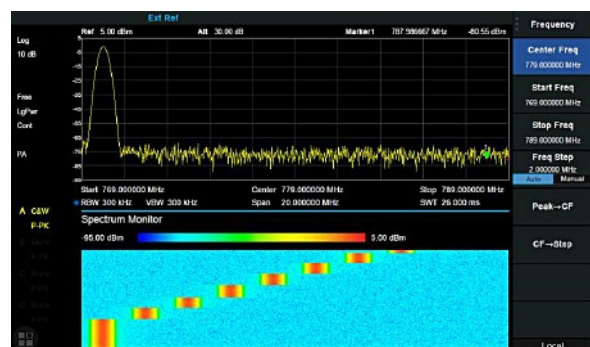 Ext Ref
Ref 5.00 dBm Att 30.00 dB Marker1 787.986667 MHz -80.55 dBm
Log
10 dB
Free
LgPwr
Cont
PA
Start 769.000000 MHz Center 779.000000 MHz Stop 789.000000 MHz
RBW 300 kHz VBW 300 kHz Span 20.000000 MHz SWT 26.000 ms
A C&W
P-PK
Spectrum Monitor
-95.00 dBm 5.00 dBm
Frequency
Center Freq
779.000000 MHz
Start Freq
769.000000 MHz
Stop Freq
789.000000 MHz
Freq Step
2.000000 MHz
Auto Manual
Peak→CF
CF→Step
Local